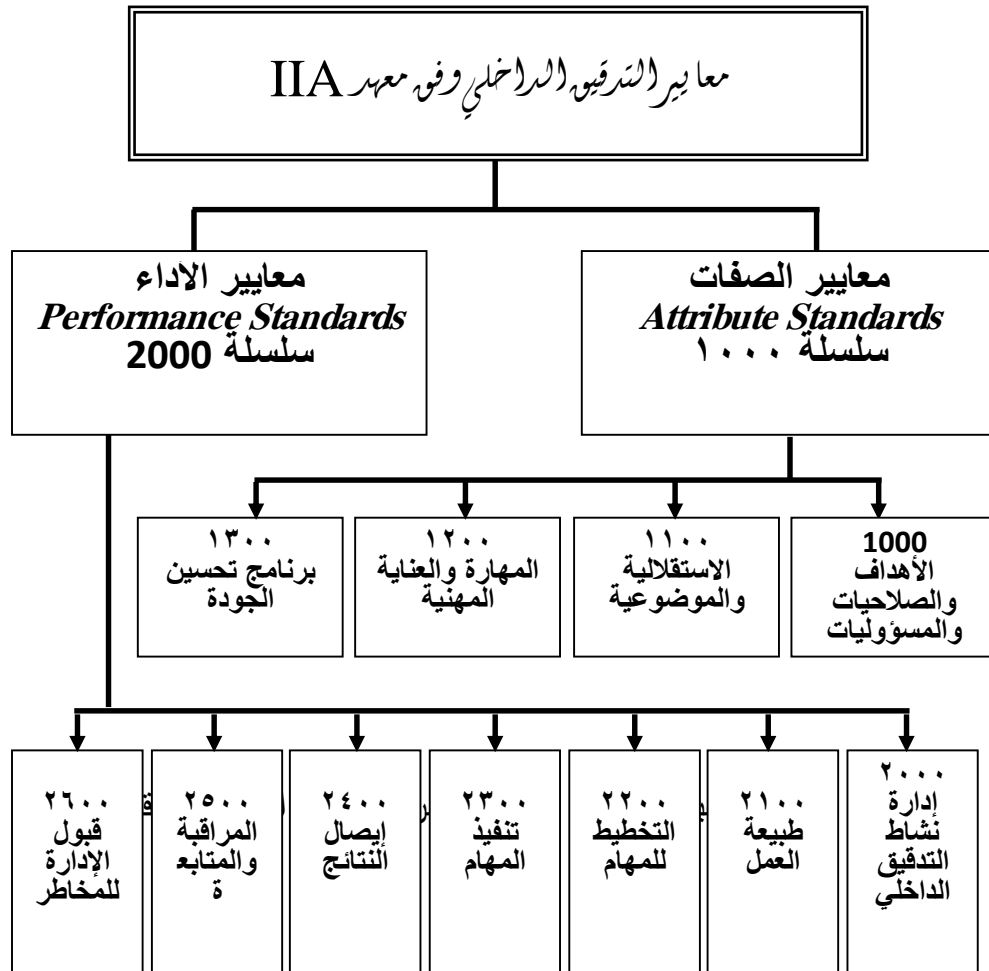 معايير التدقيق الداخلي وفق معهد IIA
معايير الصفات
Attribute Standards
سلسلة ١٠٠٠
معايير الأداء
Performance Standards
سلسلة 2000
1000
الأهداف
والصلاحيات
والمسؤوليات
١١٠٠
الاستقلالية
والموضوعية
١٢٠٠
المهارة والعناية
المهنية
١٣٠٠
برنامج تحسين
الجودة
٢٠٠٠
إدارة
نشاط
التدقيق
الداخلي
٢١٠٠
طبيعة
العمل
٢٢٠٠
التخطيط
للمهام
٢٣٠٠
تنفيذ
المهام
٢٤٠٠
إيصال
النتائج
٢٥٠٠
المراقبة
والمتابع
ة
٢٦٠٠
قبول
الإدارة
للمخاطر